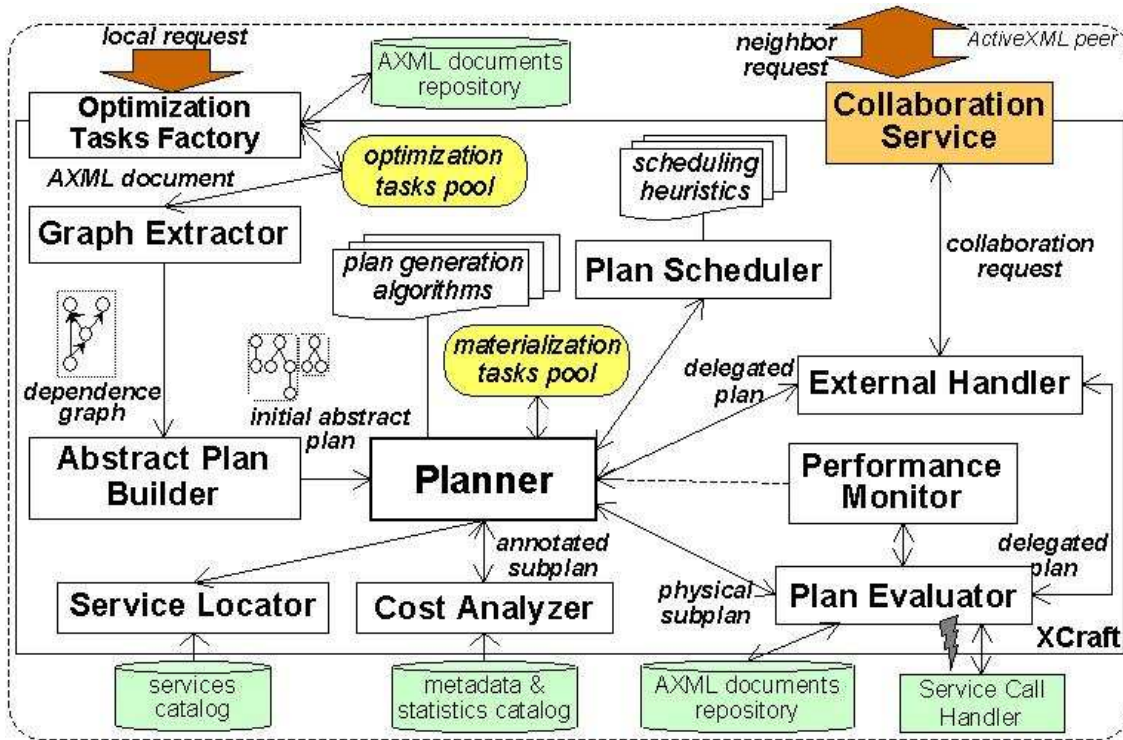 local request
neighbor
request
ActiveXML peer
AXML documents
repository
Optimization
Tasks Factory
Collaboration
Service
optimization
tasks pool
scheduling
heuristics
AXML document
Graph Extractor
plan generation
algorithms
Plan Scheduler
collaboration
request
materialization
tasks pool
delegated
plan
External Handler
dependence
graph
initial abstract
plan
Abstract Plan
Builder
Planner
Performance
Monitor
annotated
subplan
delegated
plan
Service Locator
Cost Analyzer
physical
subplan
Plan Evaluator
XCraft
services
catalog
metadata &
statistics catalog
AXML documents
repository
Service Call
Handler